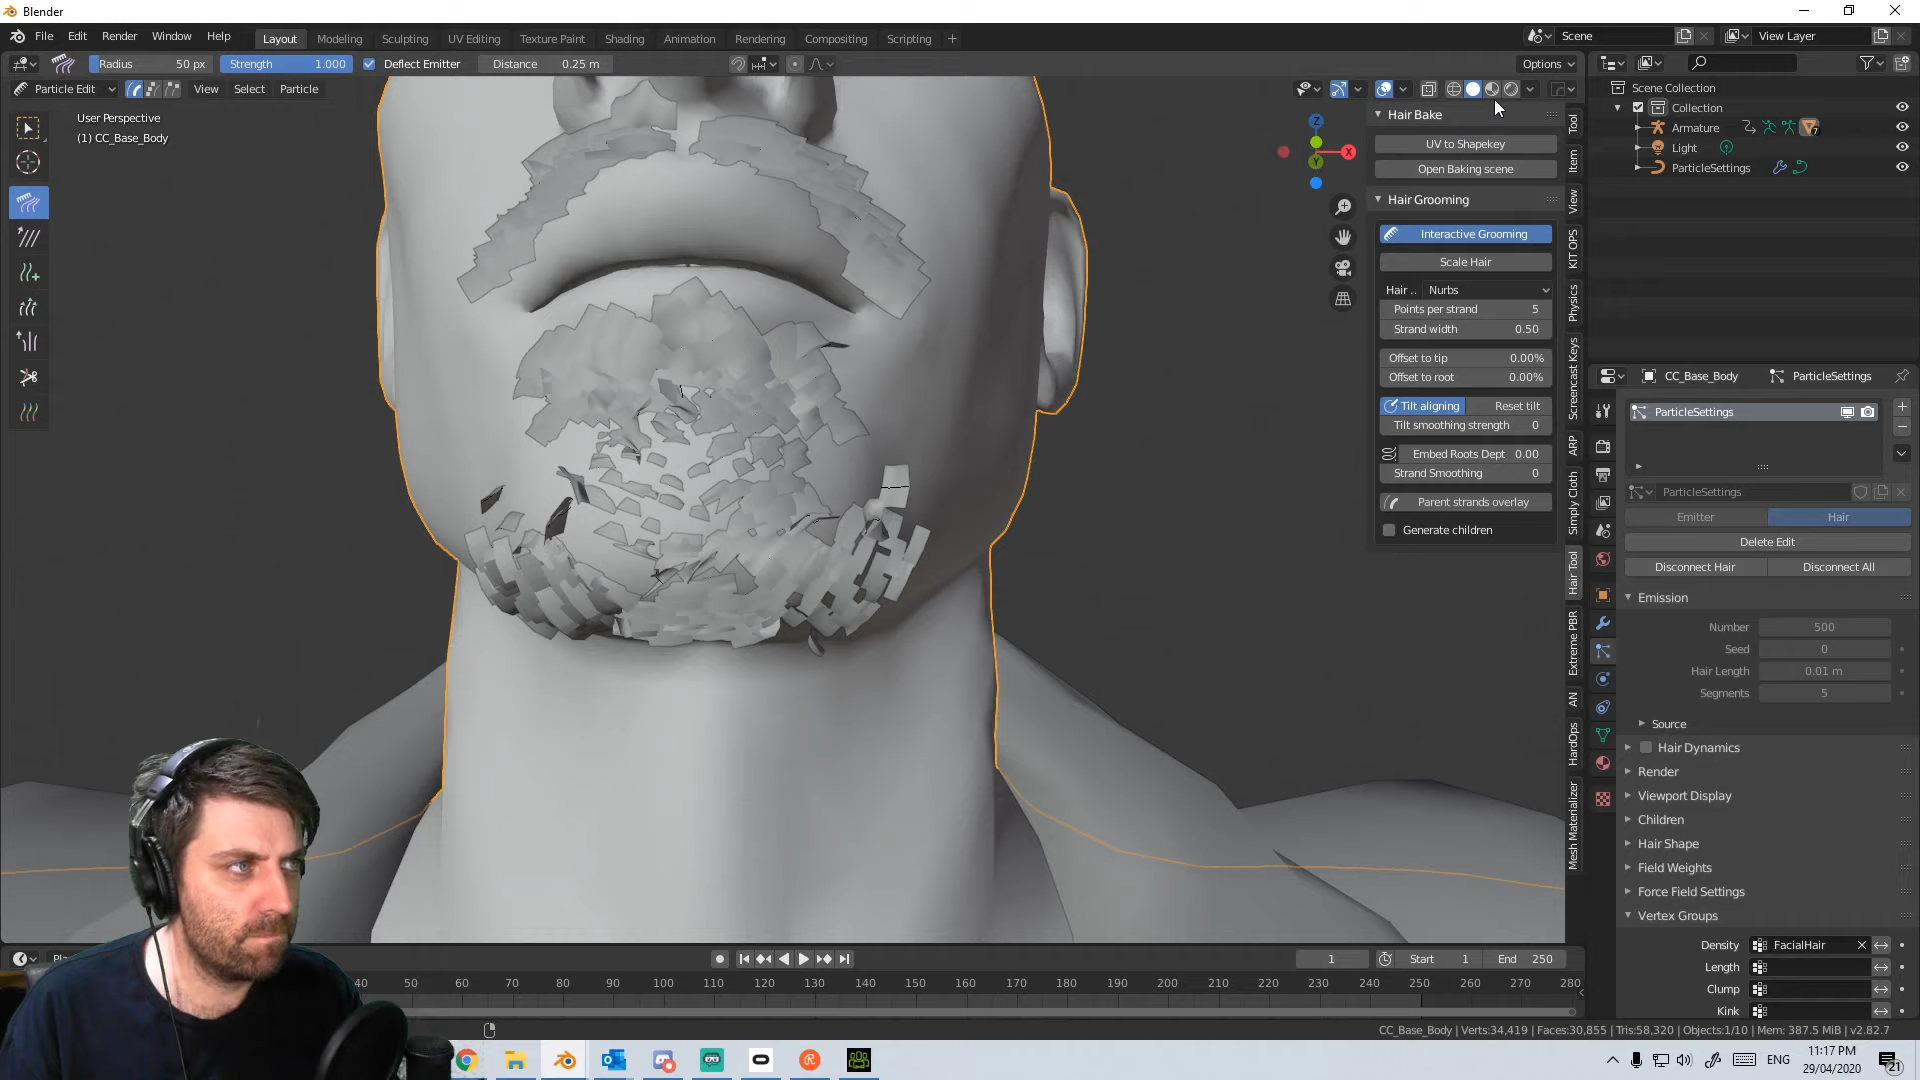 Blender
File Edit Render Window Help Layout Modeling Sculpting UV Editing Texture Paint Shading Animation Rendering Compositing Scripting + Scene View Layer
Radius 50 px Strength 1.000 Deflect Emitter Distance 0.25 m Options
Particle Edit View Select Particle
User Perspective
(1) CC_Base_Body
Z
X
Y
Hair Bake
UV to Shapekey
Open Baking scene
Hair Grooming
Interactive Grooming
Scale Hair
Hair .. Nurbs
Points per strand 5
Strand width 0.50
Offset to tip 0.00%
Offset to root 0.00%
Tilt aligning Reset tilt
Tilt smoothing strength 0
Embed Roots Dept 0.00
Strand Smoothing 0
Parent strands overlay
Generate children
Tool
Item
View
KIT OPS
Physics
Screencast Keys
ARP
Simply Cloth
Hair Tool
Extreme PBR
AN
HardOps
Mesh Materializer
Scene Collection
Collection
Armature 7
Light
ParticleSettings
CC_Base_Body ParticleSettings
ParticleSettings
ParticleSettings
Emitter Hair
Delete Edit
Disconnect Hair Disconnect All
Emission
Number 500
Seed 0
Hair Length 0.01 m
Segments 5
Source
Hair Dynamics
Render
Viewport Display
Children
Hair Shape
Field Weights
Force Field Settings
Vertex Groups
Density FacialHair
Length
Clump
Kink
1 Start 1 End 250
40 50 60 70 80 90 100 110 120 130 140 150 160 170 180 190 200 210 220 230 240 250 260 270 280
CC_Base_Body | Verts:34,419 | Faces:30,855 | Tris:58,320 | Objects:1/10 | Mem: 387.5 MiB | v2.82.7
ENG
11:17 PM
29/04/2020
21